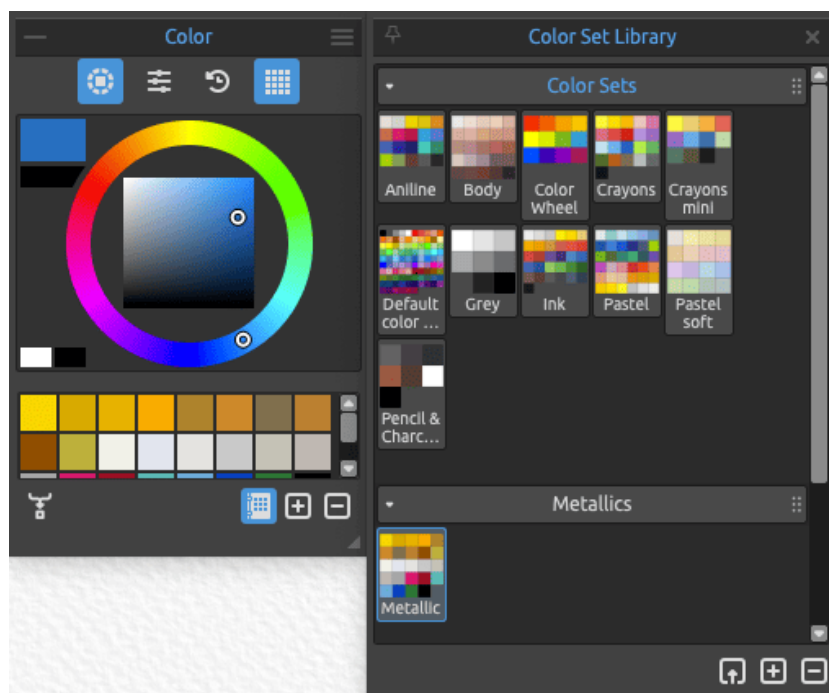 Color
Color Set Library
Color Sets
Aniline
Body
Color
Wheel
Crayons
Crayons
mini
Default
color ...
Grey
Ink
Pastel
Pastel
soft
Pencil &
Charc...
Metallics
Metallic